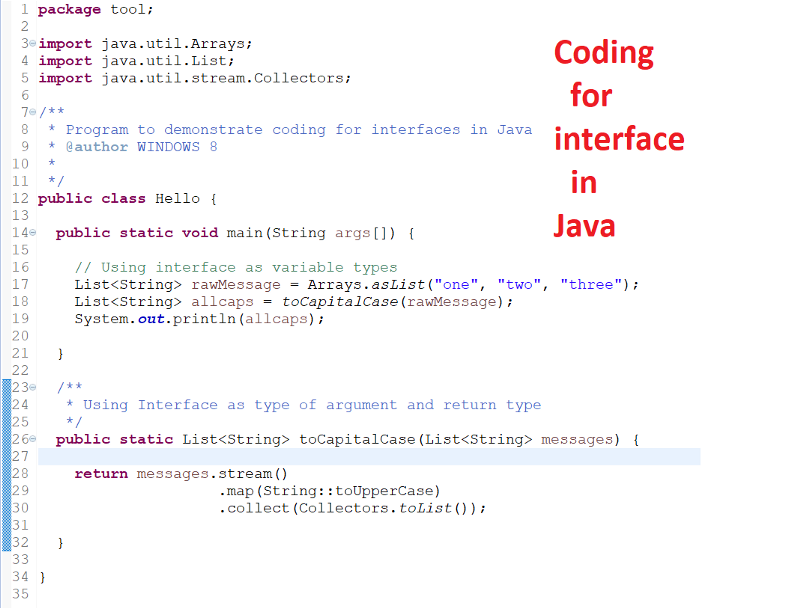 1 package tool;
2
3 import java.util.Arrays;
4 import java.util.List;
5 import java.util.stream.Collectors;
6
7 /**
8 * Program to demonstrate coding for interfaces in Java
9 * @author WINDOWS 8
10 *
11 */
12 public class Hello {
13
14 public static void main(String args[]) {
15
16 // Using interface as variable types
17 List<String> rawMessage = Arrays.asList("one", "two", "three");
18 List<String> allcaps = toCapitalCase(rawMessage);
19 System.out.println(allcaps);
20
21 }
22
23 /**
24 * Using Interface as type of argument and return type
25 */
26 public static List<String> toCapitalCase(List<String> messages) {
27
28 return messages.stream()
29 .map(String::toUpperCase)
30 .collect(Collectors.toList());
31
32 }
33
34 }
35
Coding
for
interface
in
Java